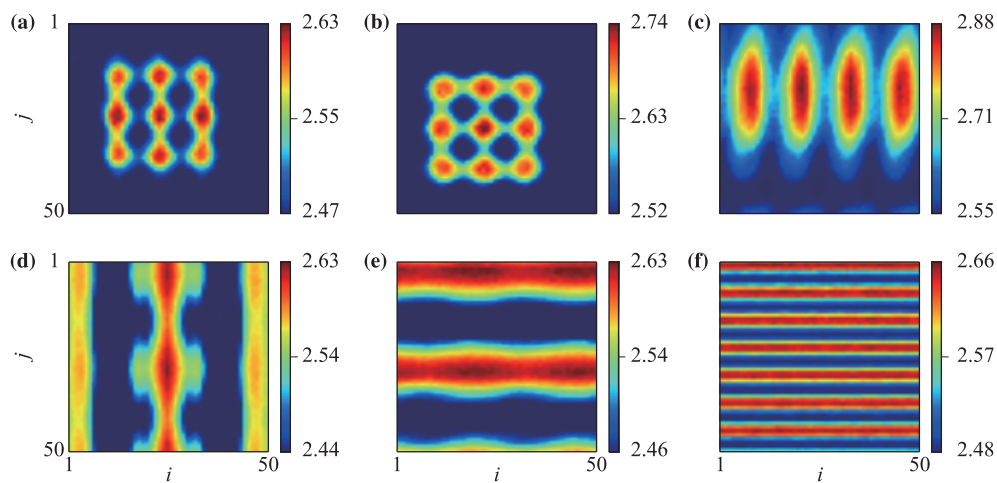 (a) 1 2.63 (b) 2.74 (c) 2.88
j 2.55 2.63 2.71
50 2.47 2.52 2.55
(d) 1 2.63 (e) 2.63 (f) 2.66
j 2.54 2.54 2.57
50 2.44 2.46 2.48
1 i 50 1 i 50 1 i 50